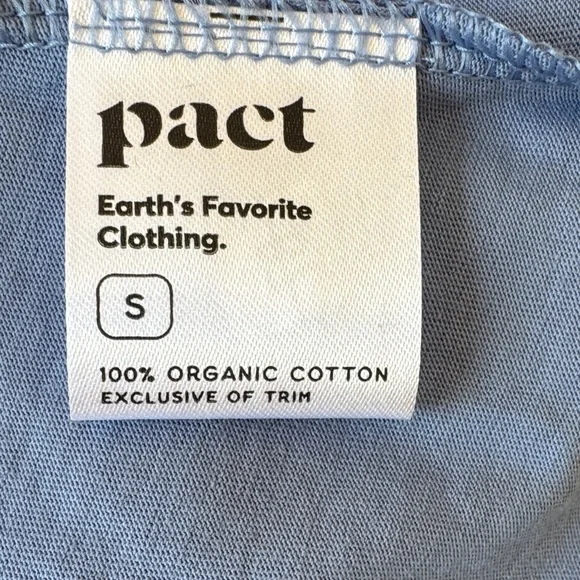 pact
Earth's Favorite
Clothing.
S
100% ORGANIC COTTON
EXCLUSIVE OF TRIM